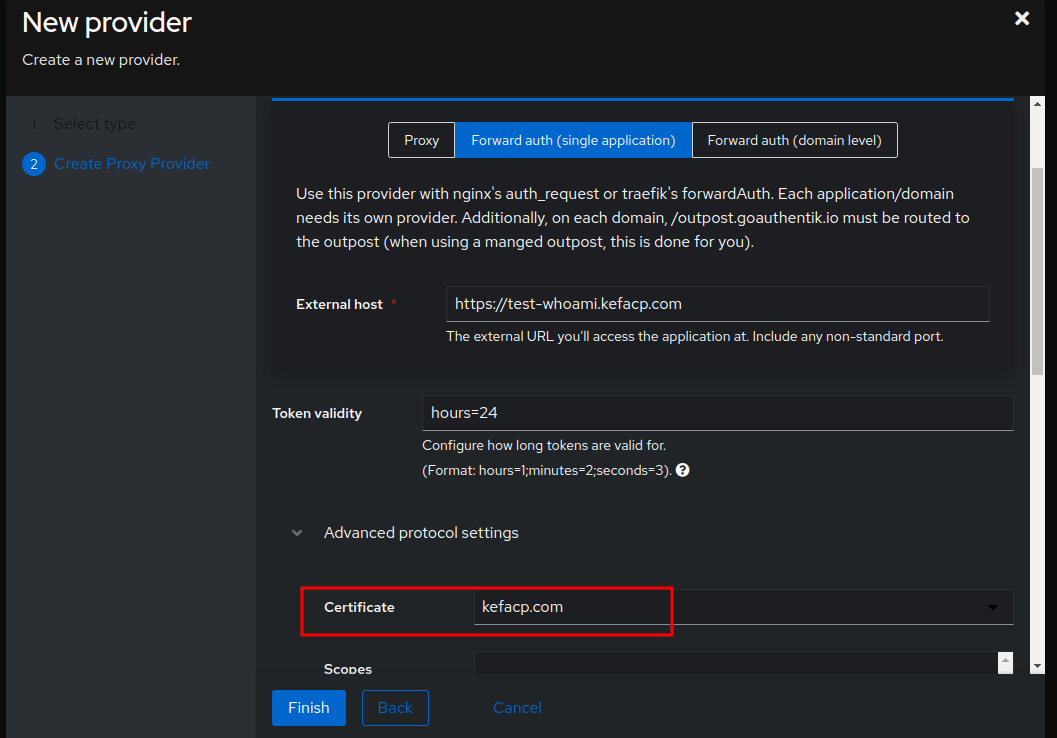 New provider
Create a new provider.
1 Select type
2 Create Proxy Provider
Proxy Forward auth (single application) Forward auth (domain level)
Use this provider with nginx's auth_request or traefik's forwardAuth. Each application/domain
needs its own provider. Additionally, on each domain, /outpost.goauthentik.io must be routed to
the outpost (when using a manged outpost, this is done for you).
External host * https://test-whoami.kefacp.com
The external URL you'll access the application at. Include any non-standard port.
Token validity hours=24
Configure how long tokens are valid for.
(Format: hours=1;minutes=2;seconds=3). ?
Advanced protocol settings
Certificate kefacp.com
Scopes
Finish Back Cancel